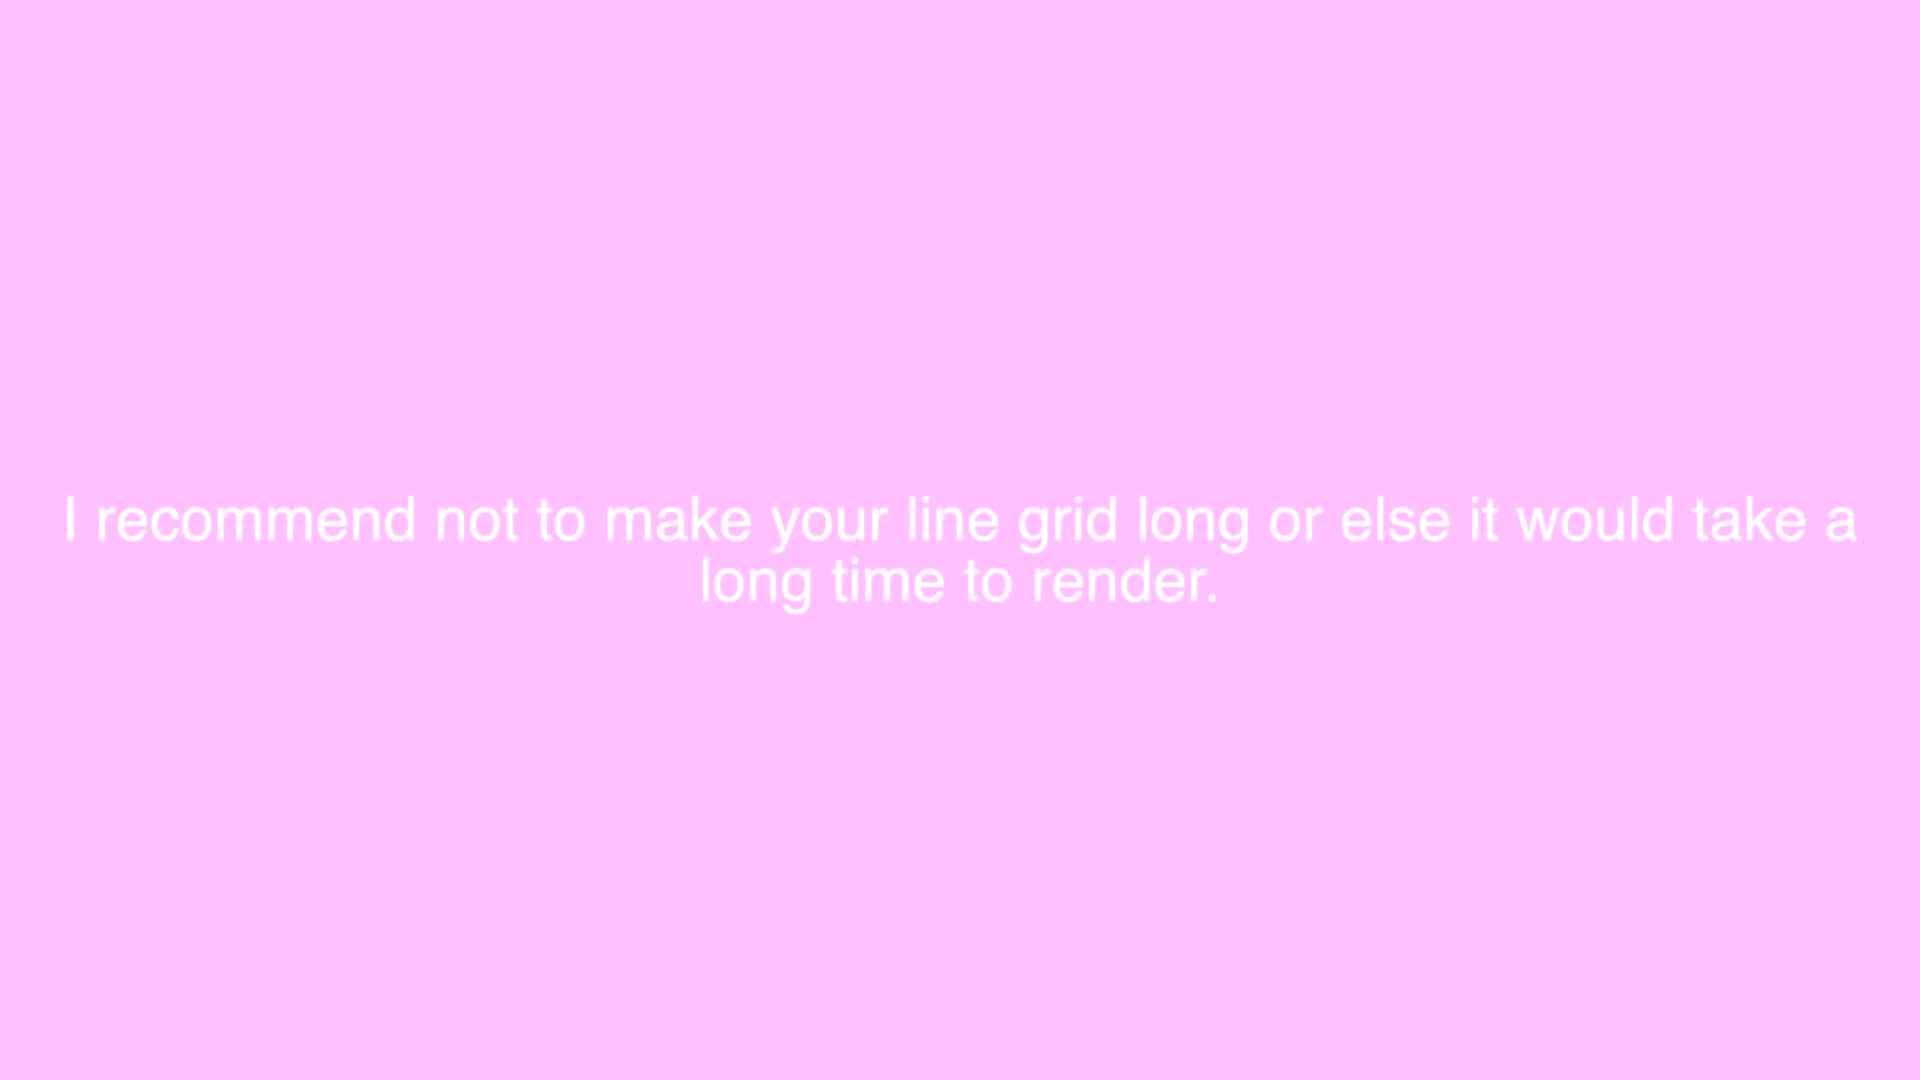 I recommend not to make your line grid long or else it would take a
long time to render.